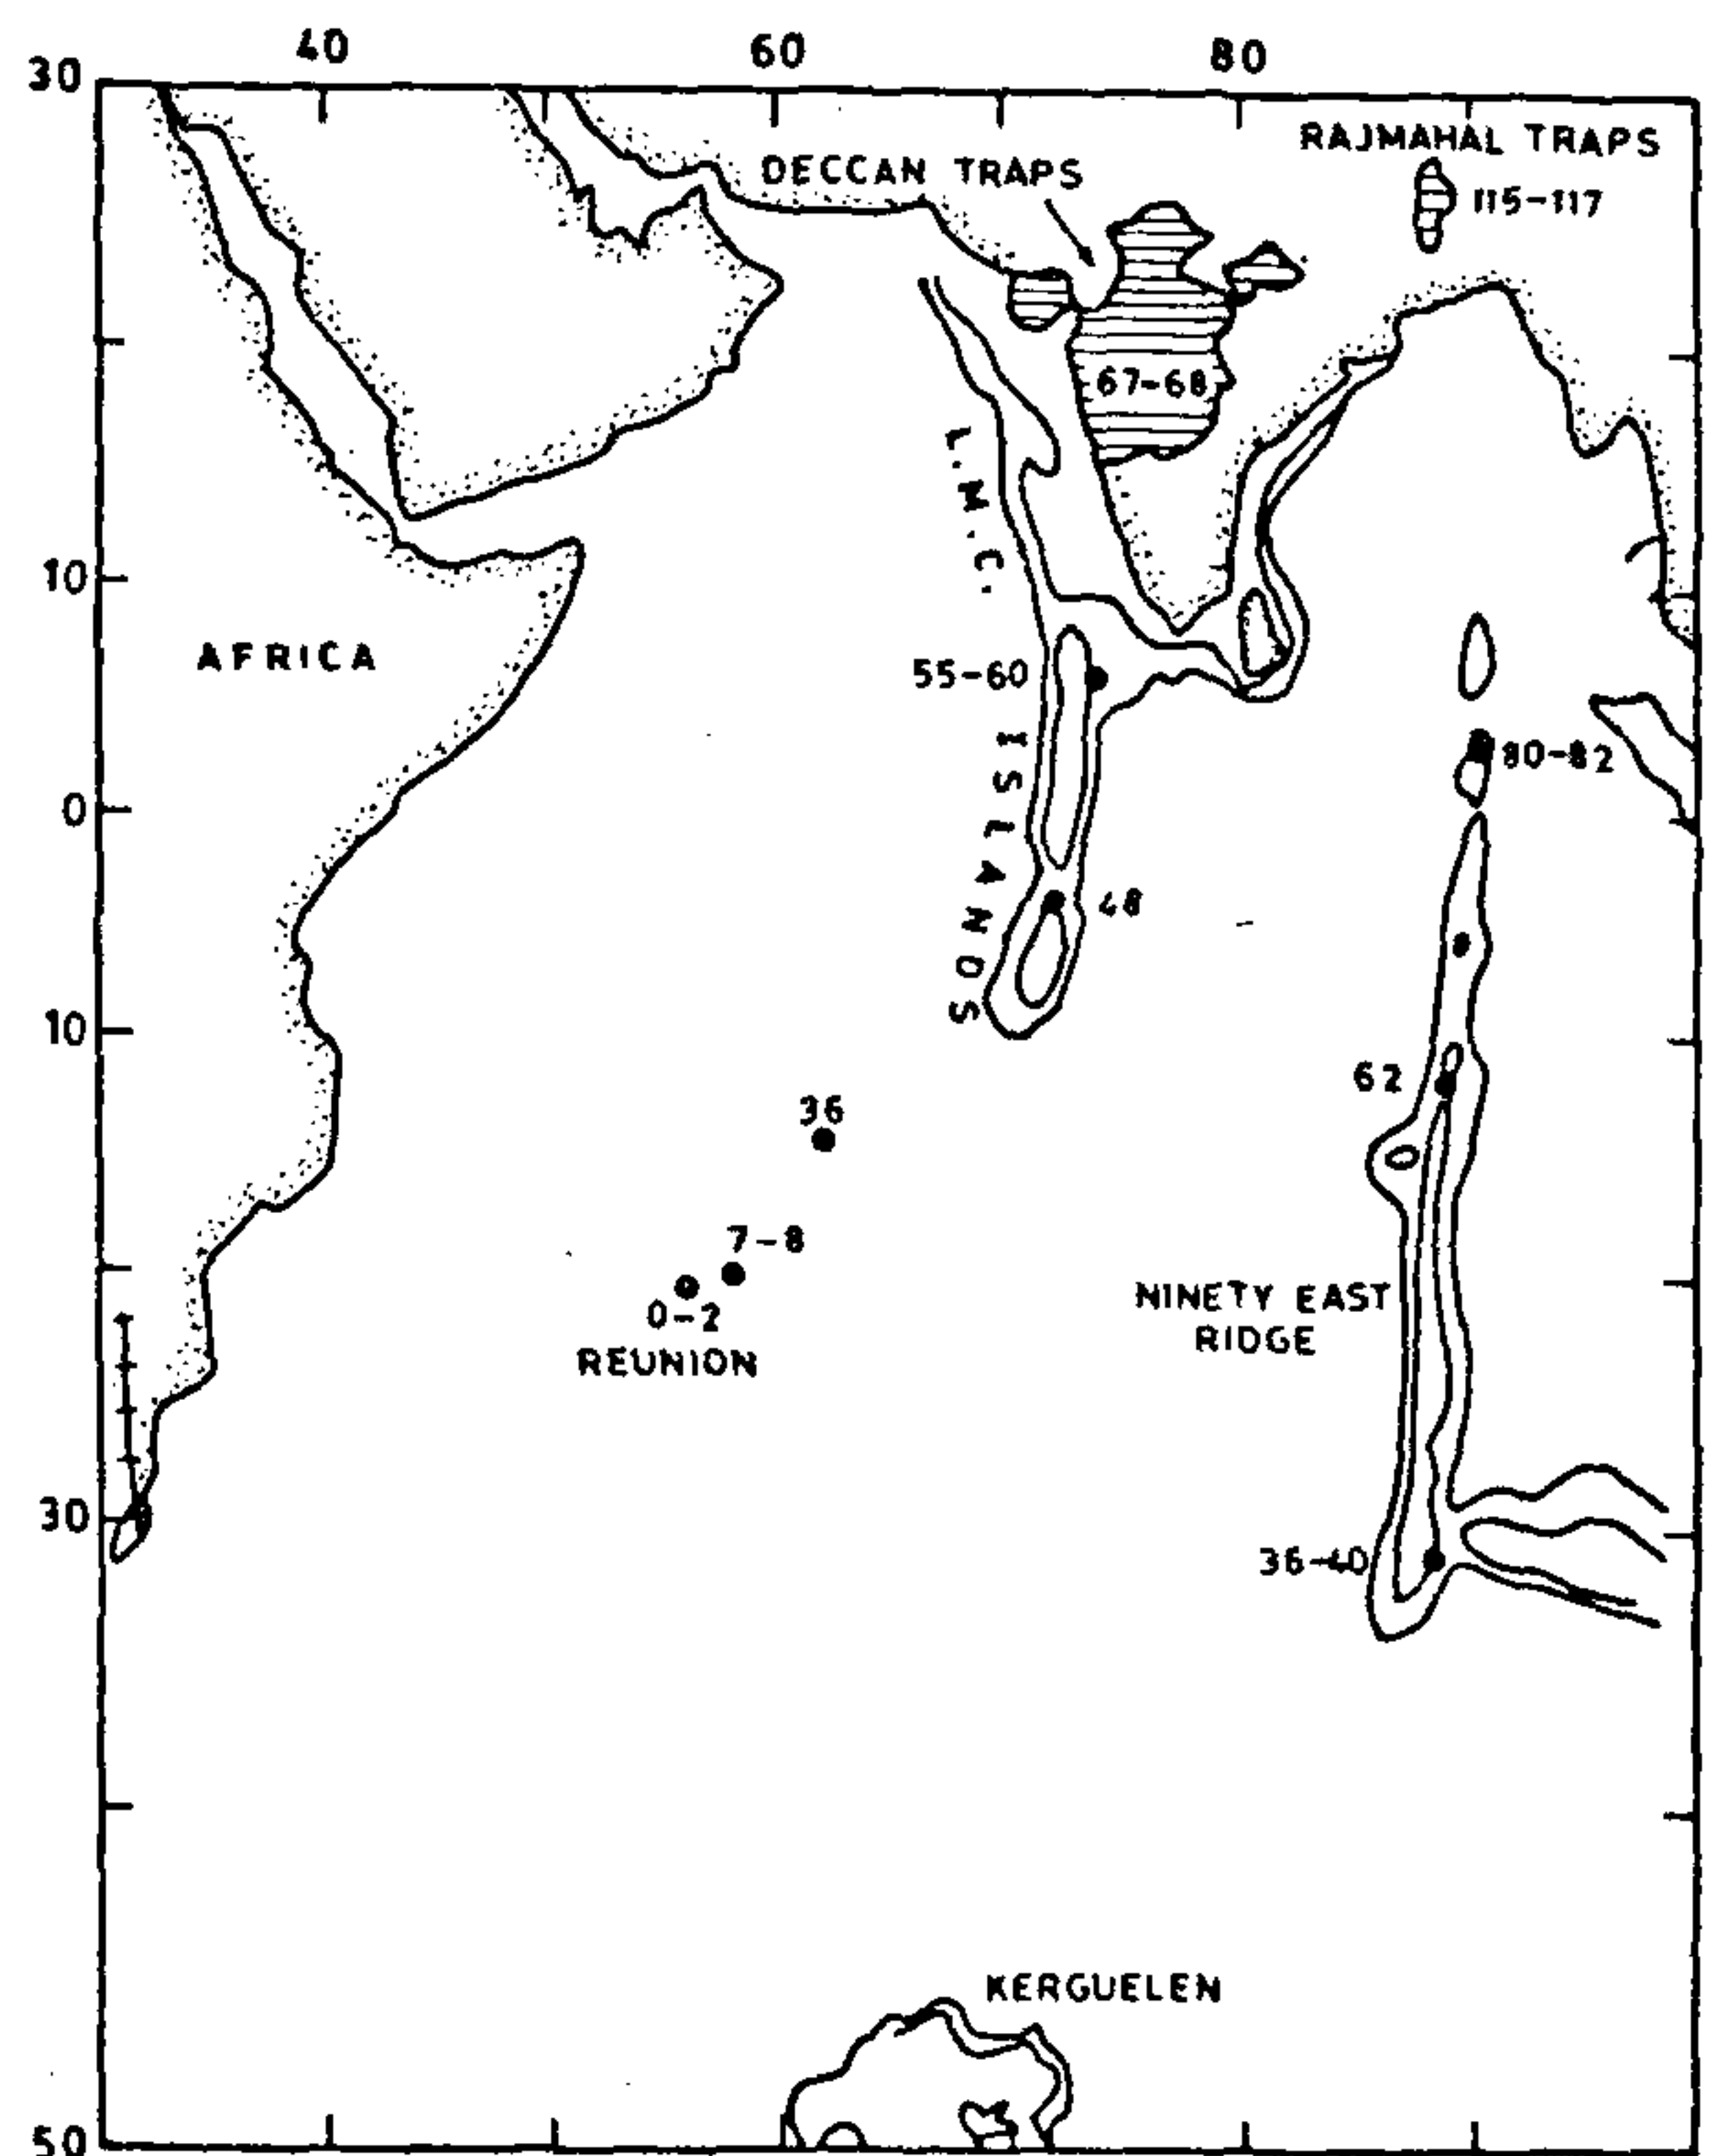 40
60
80
30
RAJMAHAL TRAPS
DECCAN TRAPS
115-117
67-68
L.M.C.
10
AFRICA
55-60
ISLANDS
80-82
0
48
10
62
36
7-8
0-2
REUNION
NINETY EAST
RIDGE
30
36-40
KERGUELEN
50